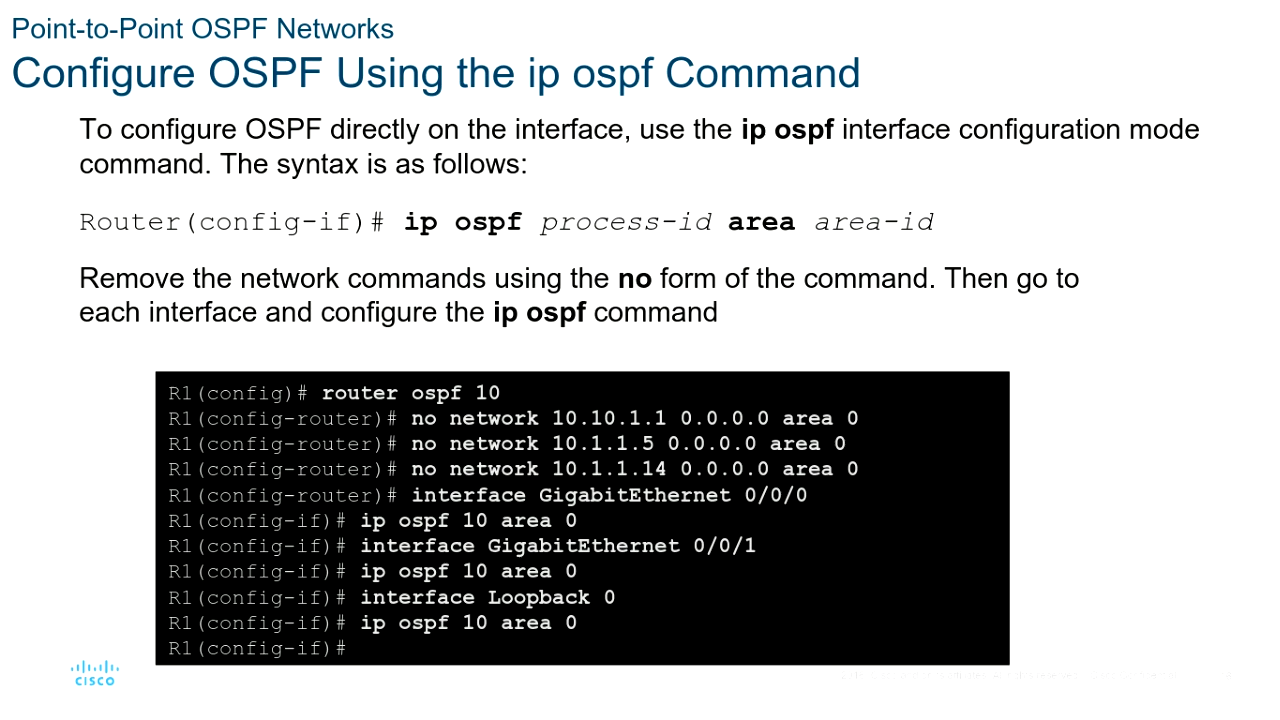 Point-to-Point OSPF Networks
Configure OSPF Using the ip ospf Command
To configure OSPF directly on the interface, use the ip ospf interface configuration mode
command. The syntax is as follows:
Router(config-if)# ip ospf process-id area area-id
Remove the network commands using the no form of the command. Then go to
each interface and configure the ip ospf command
R1(config)# router ospf 10
R1(config-router)# no network 10.10.1.1 0.0.0.0 area 0
R1(config-router)# no network 10.1.1.5 0.0.0.0 area 0
R1(config-router)# no network 10.1.1.14 0.0.0.0 area 0
R1(config-router)# interface GigabitEthernet 0/0/0
R1(config-if)# ip ospf 10 area 0
R1(config-if)# interface GigabitEthernet 0/0/1
R1(config-if)# ip ospf 10 area 0
R1(config-if)# interface Loopback 0
R1(config-if)# ip ospf 10 area 0
R1(config-if)#
CISCO